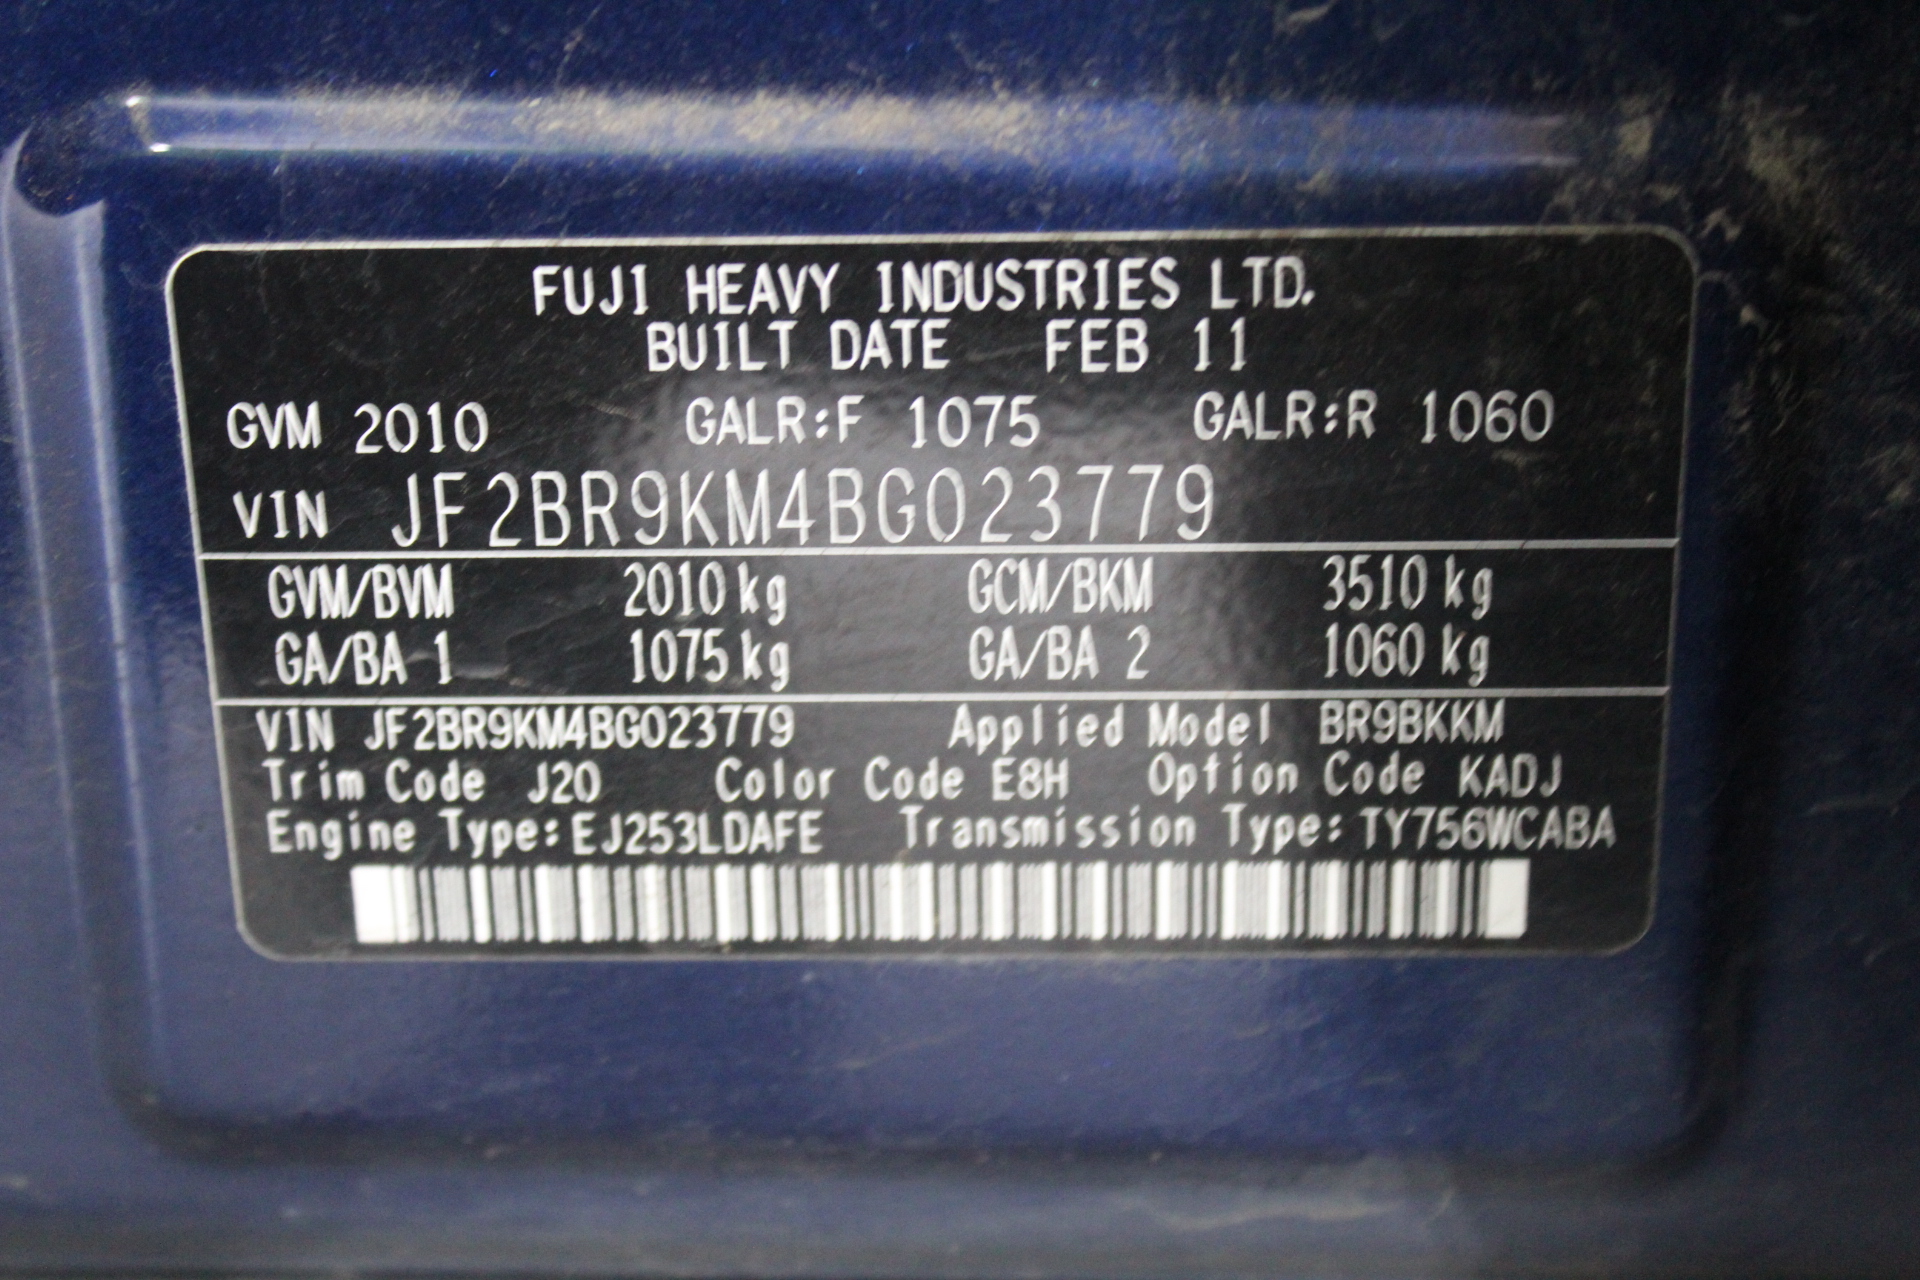 FUJI HEAVY INDUSTRIES LTD.
BUILT DATE FEB 11
GVM 2010 GALR:F 1075 GALR:R 1060
VIN JF2BR9KM4BG023779
GVM/BVM 2010 kg GCM/BKM 3510 kg
GA/BA 1 1075 kg GA/BA 2 1060 kg
VIN JF2BR9KM4BG023779 Applied Model BR9BKKM
Trim Code J20 Color Code E8H Option Code KADJ
Engine Type: EJ253LDAFE Transmission Type: TY756WCABA